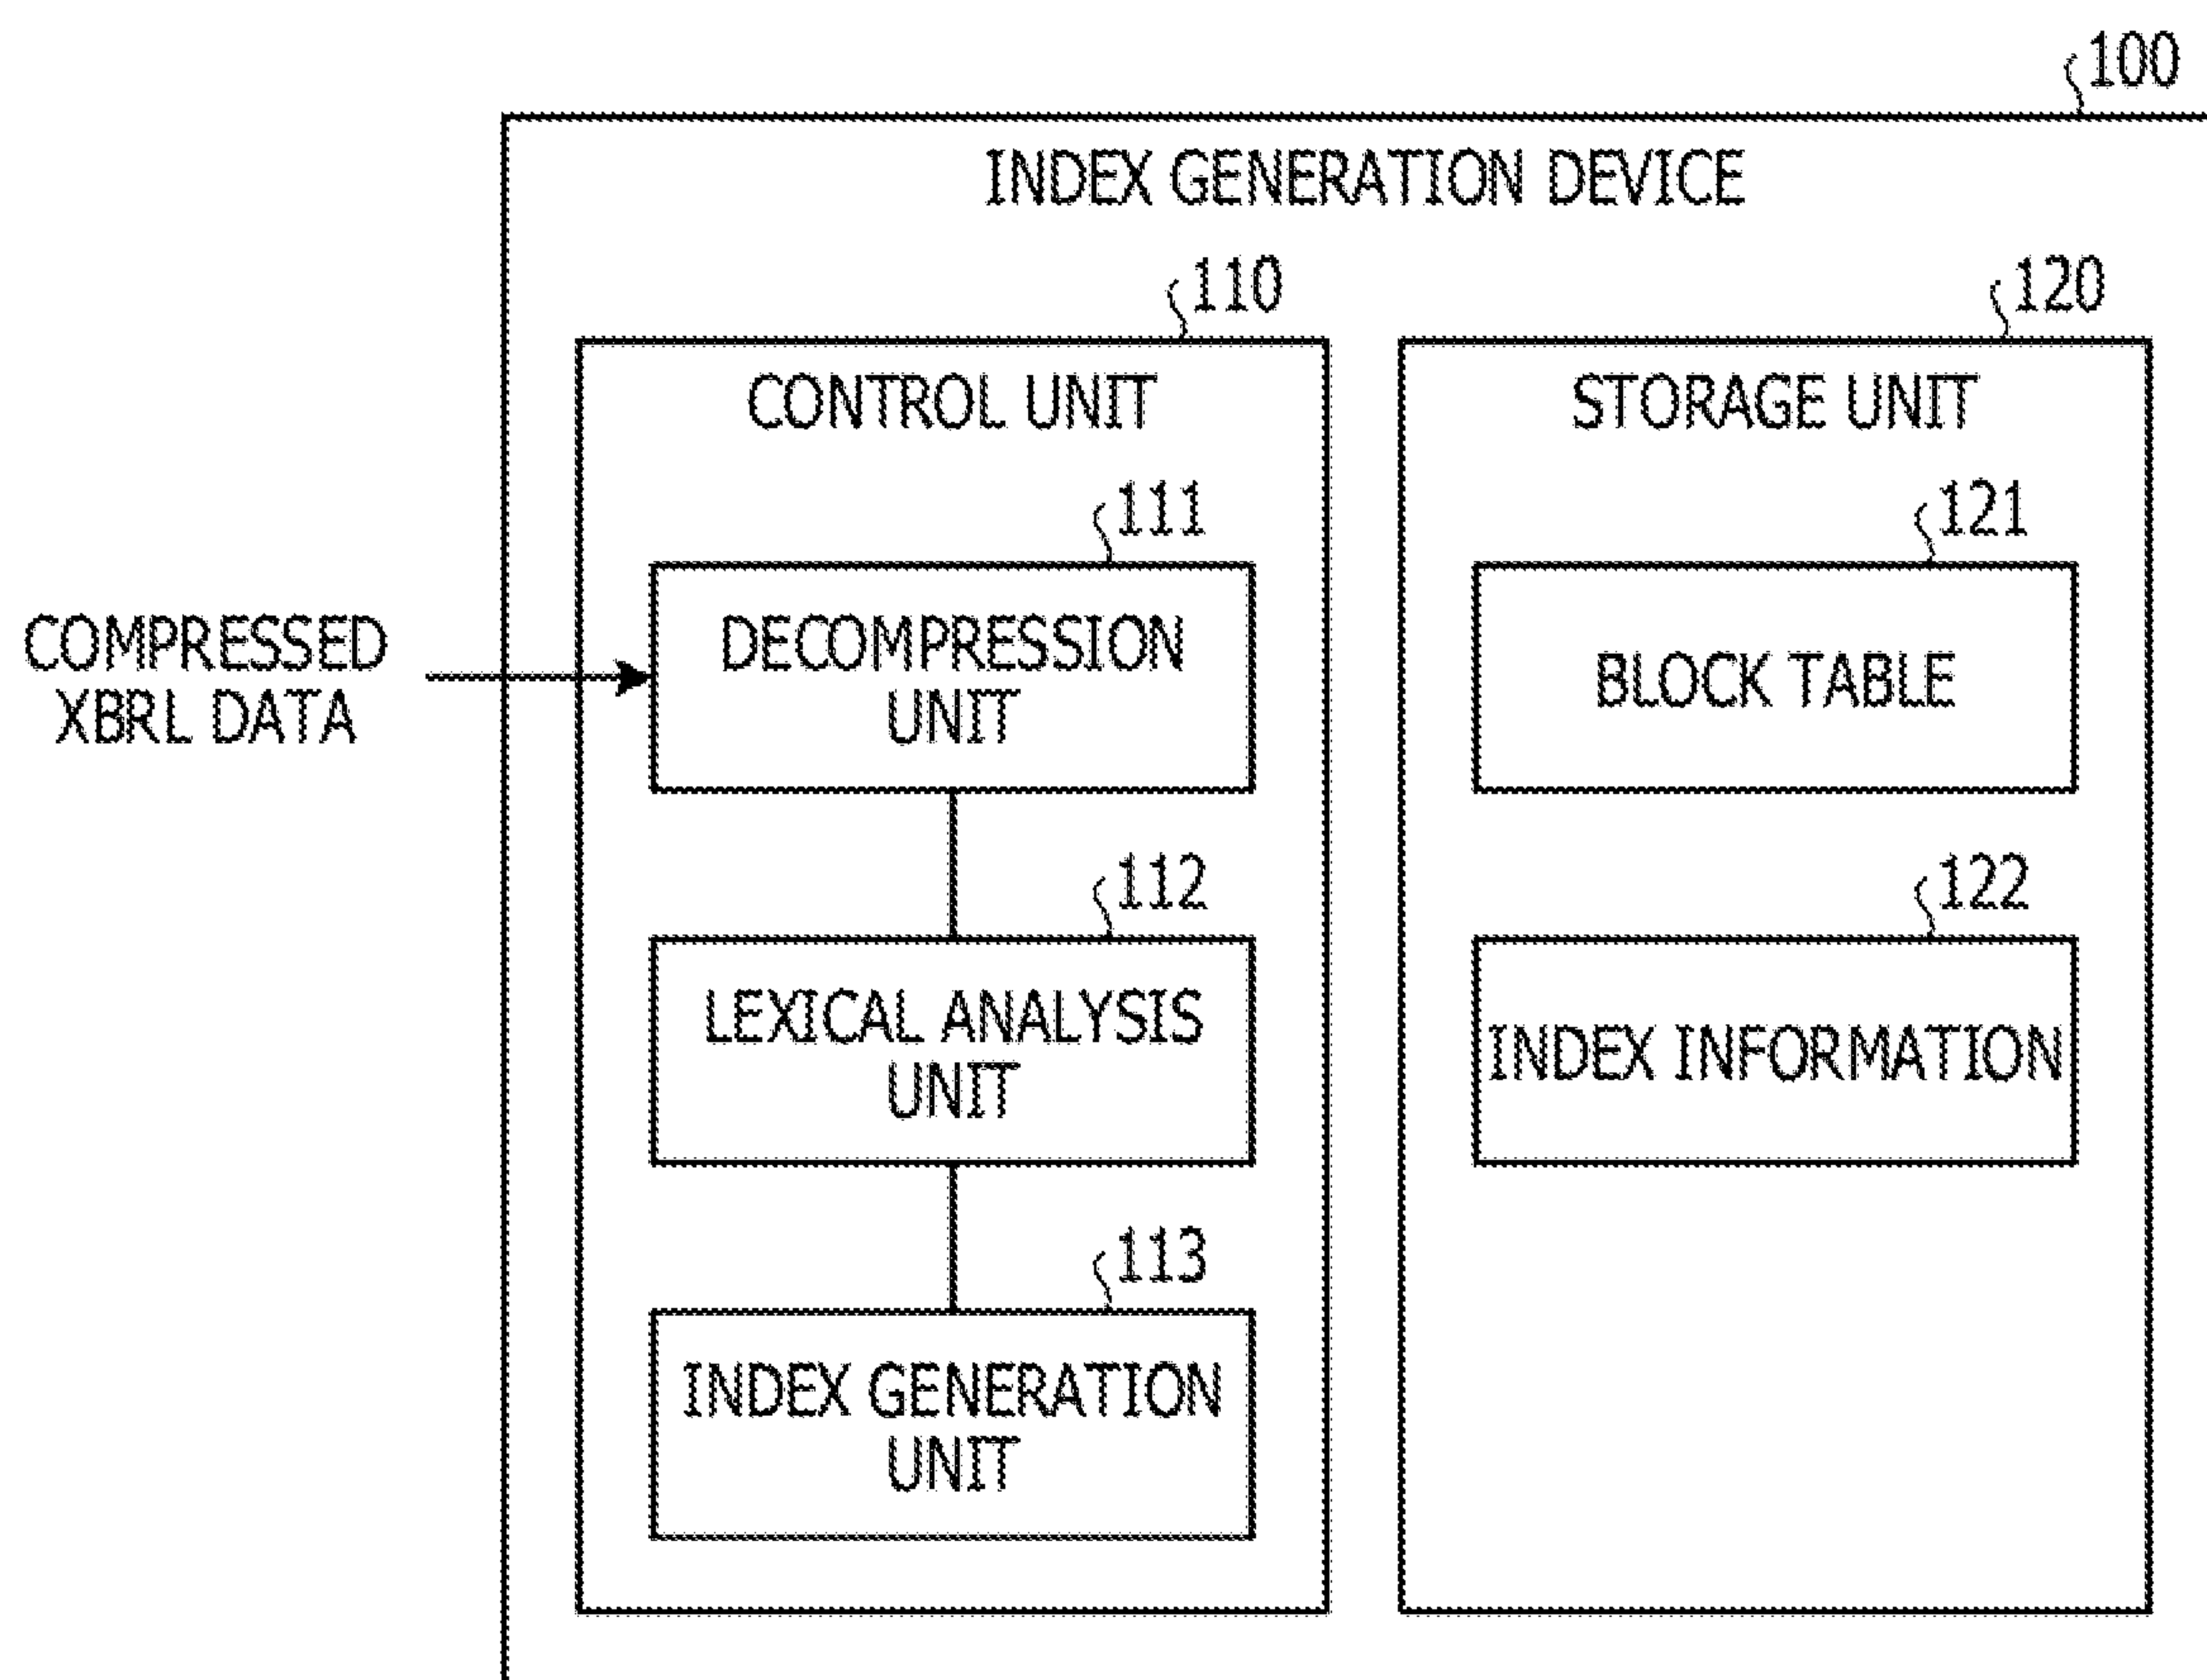 100
INDEX GENERATION DEVICE
110
120
CONTROL UNIT
STORAGE UNIT
111
121
COMPRESSED
XBRL DATA
DECOMPRESSION
UNIT
BLOCK TABLE
112
122
LEXICAL ANALYSIS
UNIT
INDEX INFORMATION
113
INDEX GENERATION
UNIT